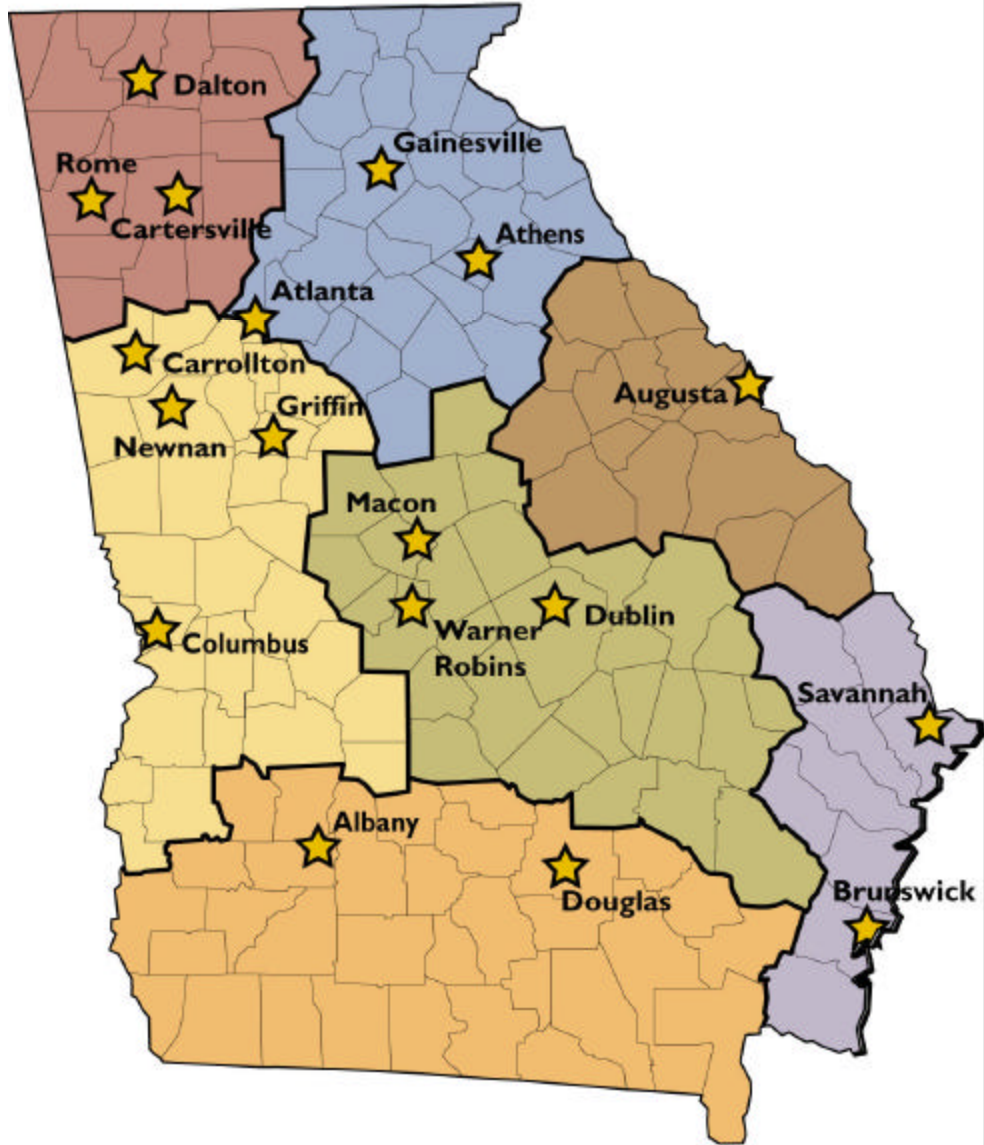 Dalton
Gainesville
Rome
Cartersville
Athens
Atlanta
Carrollton
Augusta
Griffin
Newnan
Macon
Dublin
Warner
Robins
Columbus
Savannah
Albany
Brunswick
Douglas